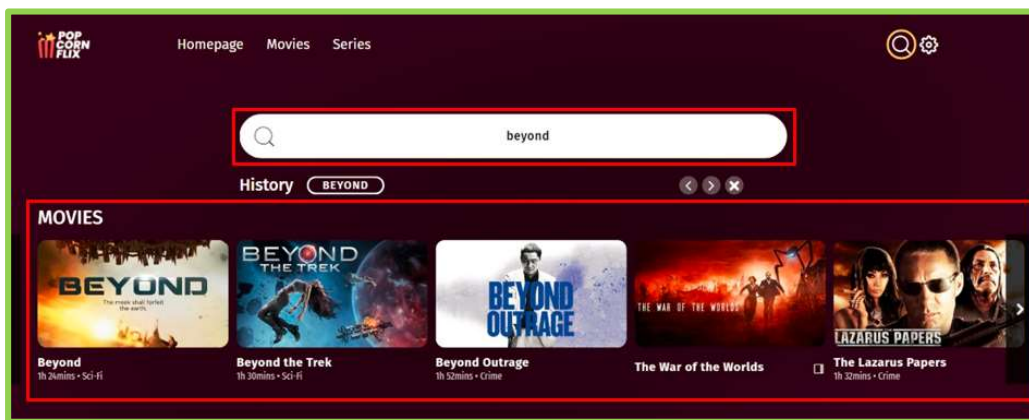 POP
CORN
FLIX
Homepage Movies Series
beyond
History BEYOND
MOVIES
BEYOND
The meek shall forfeit
the earth.
BEYOND
THE TREK
BEYOND
OUTRAGE
THE WAR OF THE WORLDS
LAZARUS PAPERS
Beyond
1h 24mins • Sci-Fi
Beyond the Trek
1h 30mins • Sci-Fi
Beyond Outrage
1h 52mins • Crime
The War of the Worlds
The Lazarus Papers
1h 32mins • Crime